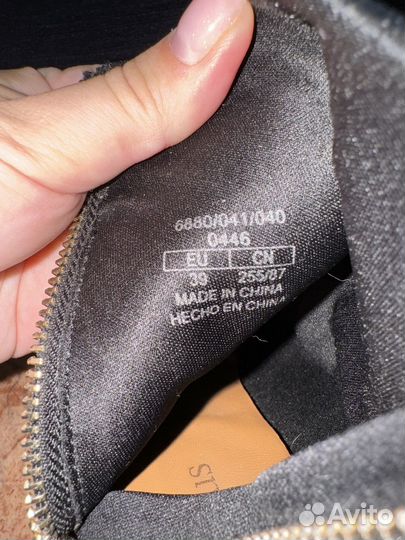 6880/041/040
0446
EU CN
39 255/87
MADE IN CHINA
HECHO EN CHINA
Avito